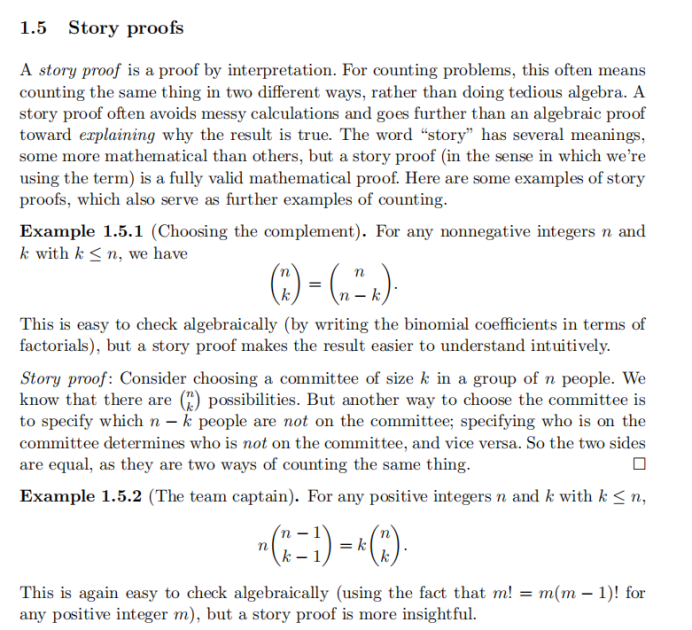 1.5 Story proofs
A story proof is a proof by interpretation. For counting problems, this often means
counting the same thing in two different ways, rather than doing tedious algebra. A
story proof often avoids messy calculations and goes further than an algebraic proof
toward explaining why the result is true. The word “story” has several meanings,
some more mathematical than others, but a story proof (in the sense in which we’re
using the term) is a fully valid mathematical proof. Here are some examples of story
proofs, which also serve as further examples of counting.
Example 1.5.1 (Choosing the complement). For any nonnegative integers n and
k with k ≤ n, we have
(n k) = (n n − k).
This is easy to check algebraically (by writing the binomial coefficients in terms of
factorials), but a story proof makes the result easier to understand intuitively.
Story proof: Consider choosing a committee of size k in a group of n people. We
know that there are (n k) possibilities. But another way to choose the committee is
to specify which n − k people are not on the committee; specifying who is on the
committee determines who is not on the committee, and vice versa. So the two sides
are equal, as they are two ways of counting the same thing. □
Example 1.5.2 (The team captain). For any positive integers n and k with k ≤ n,
n(n − 1 k − 1) = k(n k).
This is again easy to check algebraically (using the fact that m! = m(m − 1)! for
any positive integer m), but a story proof is more insightful.